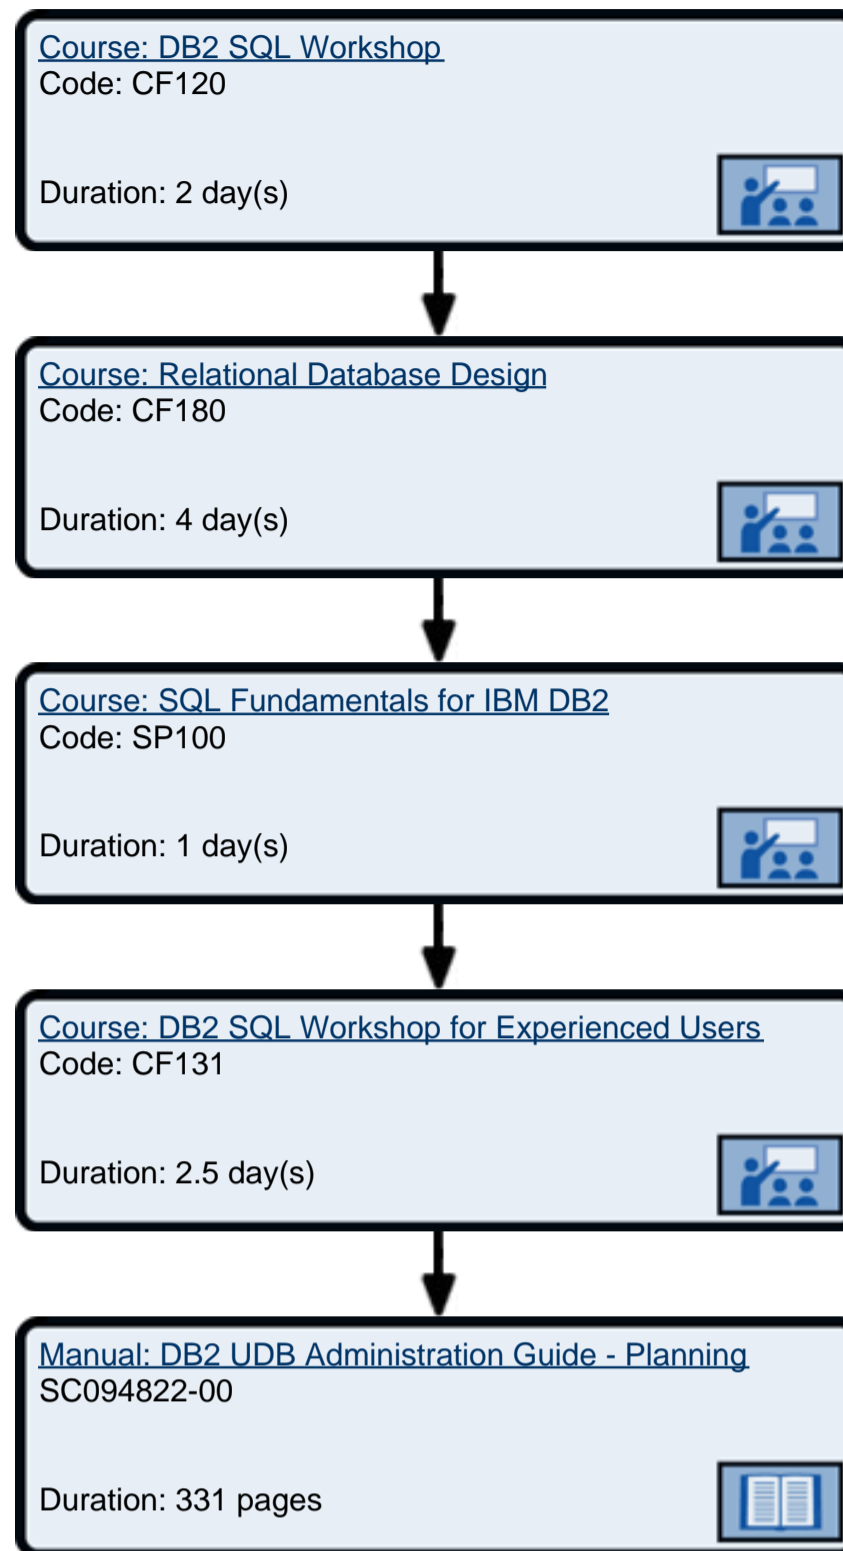 Course: DB2 SQL Workshop
Code: CF120
Duration: 2 day(s)
Course: Relational Database Design
Code: CF180
Duration: 4 day(s)
Course: SQL Fundamentals for IBM DB2
Code: SP100
Duration: 1 day(s)
Course: DB2 SQL Workshop for Experienced Users
Code: CF131
Duration: 2.5 day(s)
Manual: DB2 UDB Administration Guide - Planning
SC094822-00
Duration: 331 pages